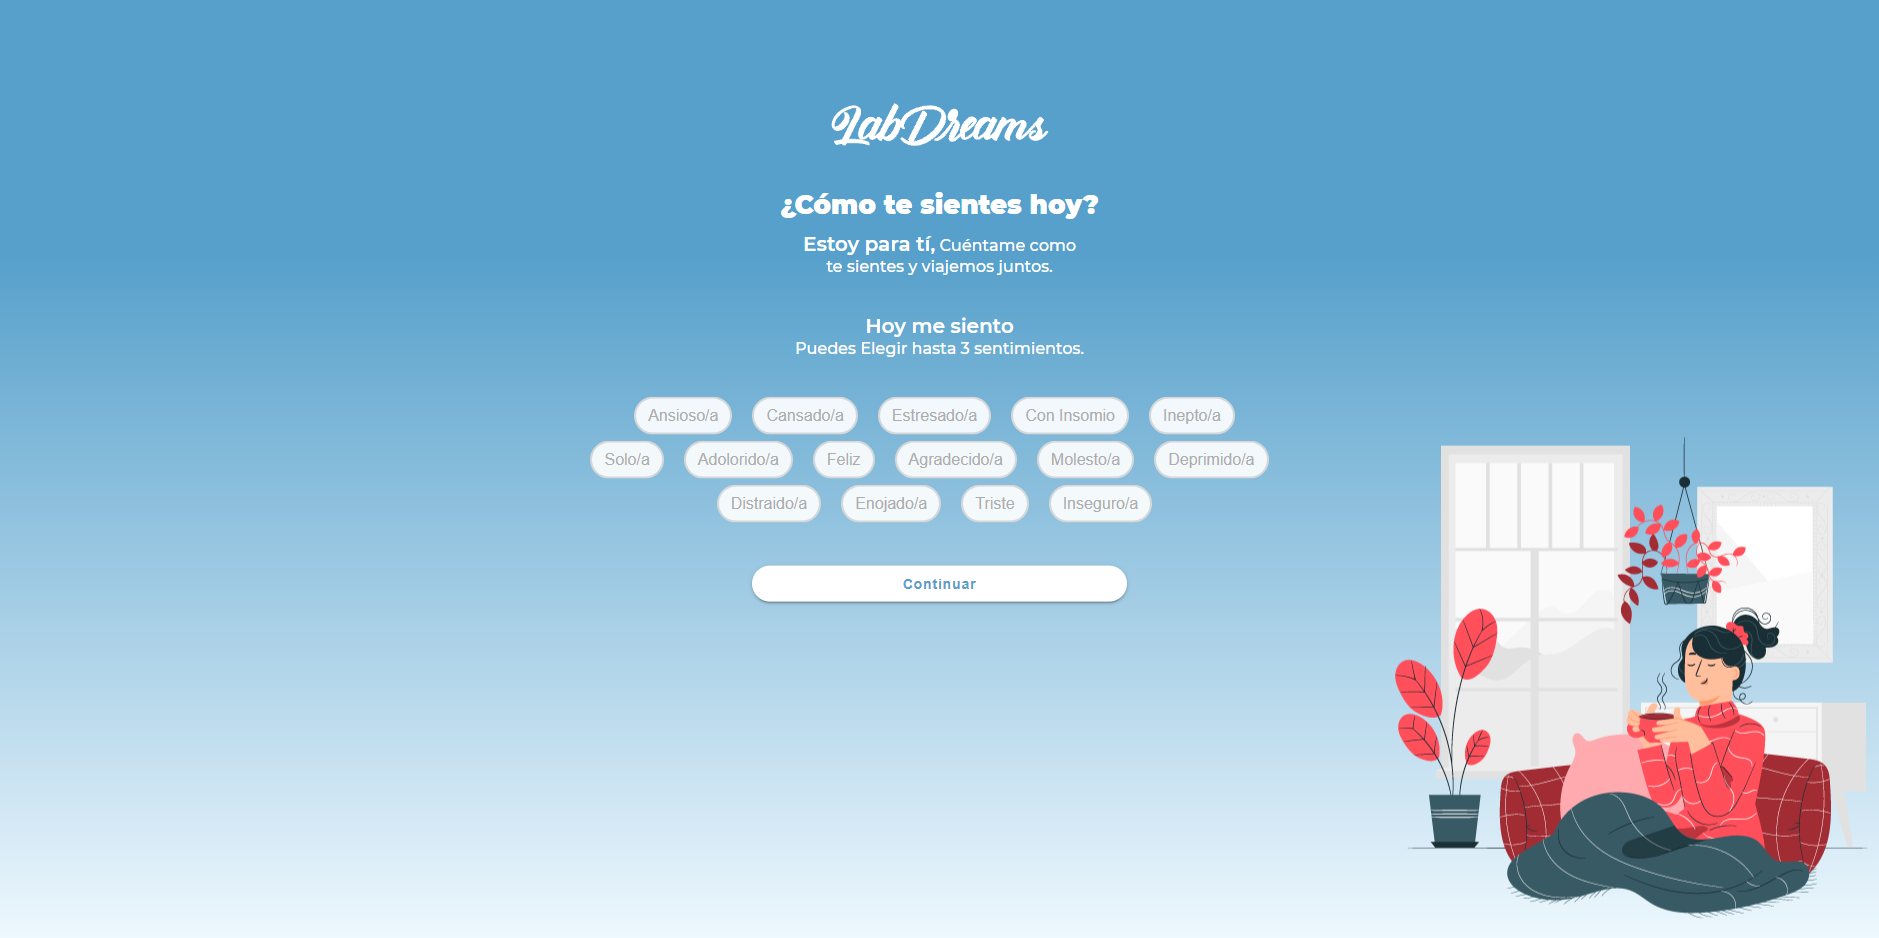 LabDreams
¿Cómo te sientes hoy?
Estoy para tí, Cuéntame como
te sientes y viajemos juntos.
Hoy me siento
Puedes Elegir hasta 3 sentimientos.
Ansioso/a Cansado/a Estresado/a Con Insomio Inepto/a
Solo/a Adolorido/a Feliz Agradecido/a Molesto/a Deprimido/a
Distraido/a Enojado/a Triste Inseguro/a
Continuar